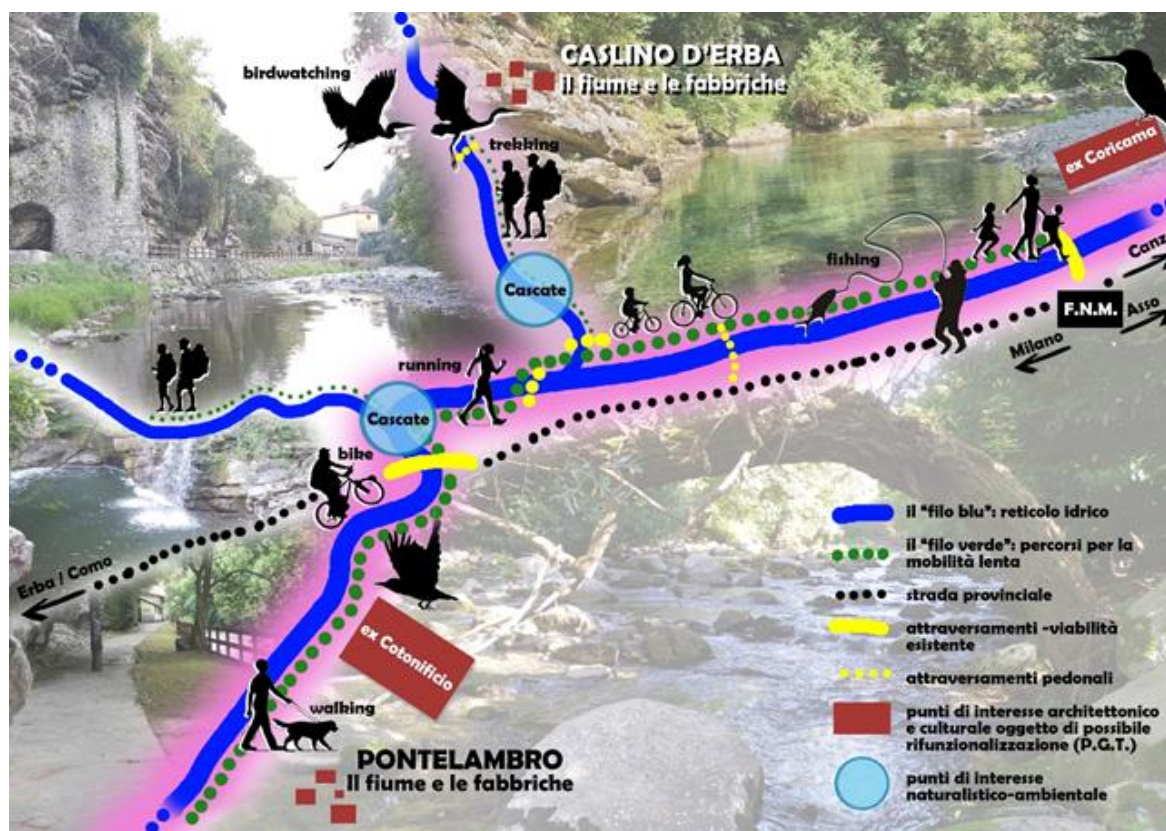 CASLINO D'ERBA
il fiume e le fabbriche
birdwatching
trekking
ex Coricama
fishing
Cascate
Canz
F.N.M.
Asso
Milano
running
Cascate
bike
Erba / Como
ex Cotonificio
walking
PONTELAMBRO
Il fiume e le fabbriche
il "filo blu": reticolo idrico
il "filo verde": percorsi per la
mobilità lenta
strada provinciale
attraversamenti -viabilità
esistente
attraversamenti pedonali
punti di interesse architettonico
e culturale oggetto di possibile
rifunzionalizzazione (P.G.T.)
punti di interesse
naturalistico-ambientale